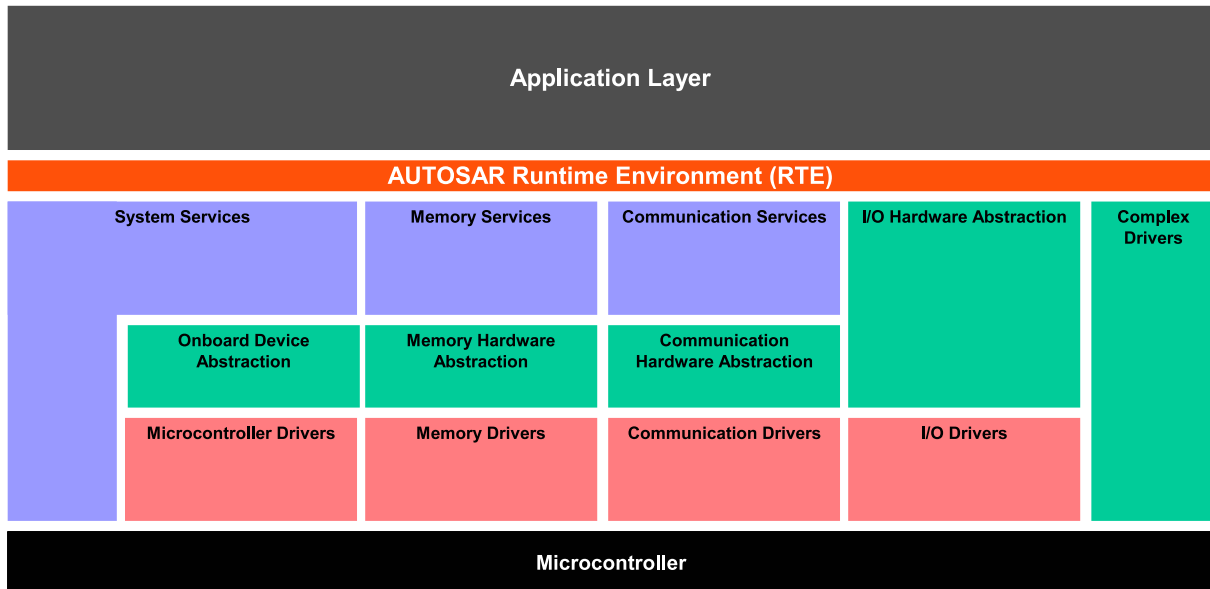 Application Layer
AUTOSAR Runtime Environment (RTE)
System Services
Memory Services
Communication Services
I/O Hardware Abstraction
Complex
Drivers
Onboard Device
Abstraction
Memory Hardware
Abstraction
Communication
Hardware Abstraction
Microcontroller Drivers
Memory Drivers
Communication Drivers
I/O Drivers
Microcontroller